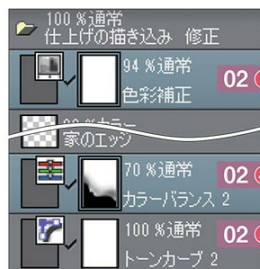 100 %通常
仕上げの描き込み 修正
94 %通常
色彩補正
02
家のエッジ
70 %通常
カラーバランス 2
02
100 %通常
トーンカーブ 2
02